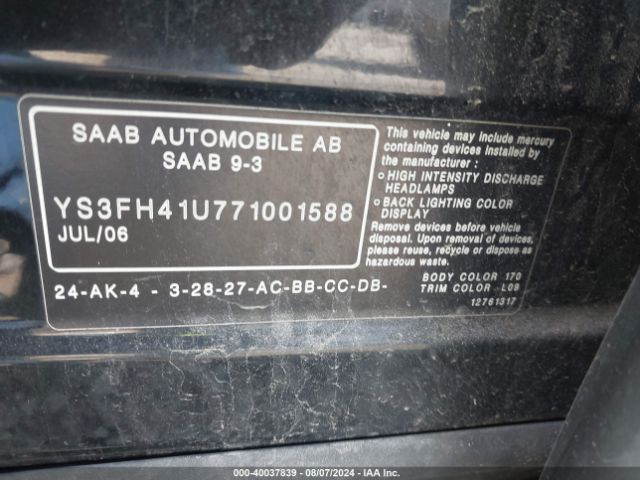 SAAB AUTOMOBILE AB
SAAB 9-3
YS3FH41U771001588
JUL/06
This vehicle may include mercury
containing devices installed by
the manufacturer :
o HIGH INTENSITY DISCHARGE
HEADLAMPS
o BACK LIGHTING COLOR
DISPLAY
Remove devices before vehicle
disposal. Upon removal of devices,
please reuse, recycle or dispose as
hazardous waste.
24-AK-4 - 3-28-27-AC-BB-CC-DB-
BODY COLOR 170
TRIM COLOR L09
12761317
000-40037839 - 08/07/2024 - IAA Inc.